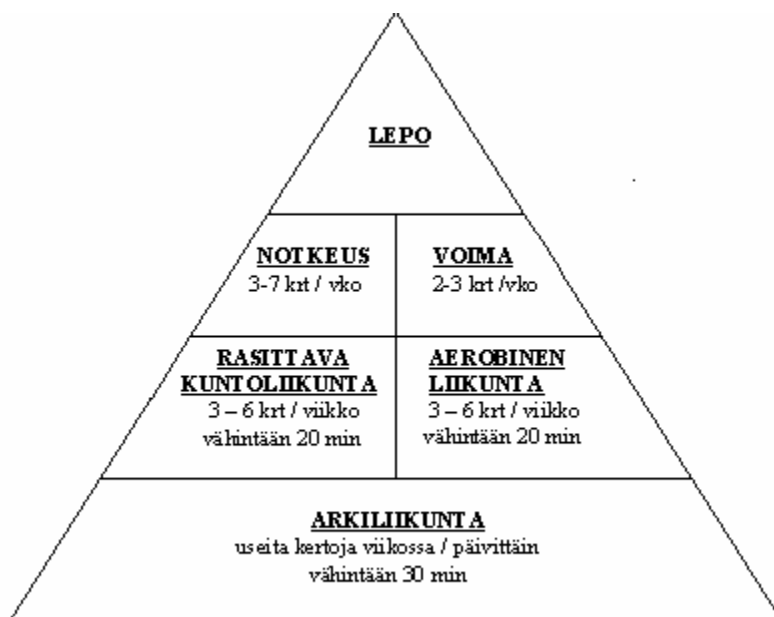 LEPO
NOTKEUS
3-7 krt / vko
VOIMA
2-3 krt /vko
RASITTAVA
KUNTOLIIKUNTA
3 – 6 krt / viikko
vähintään 20 min
AEROBINEN
LIIKUNTA
3 – 6 krt / viikko
vähintään 20 min
ARKILIIKUNTA
useita kertoja viikossa / päivittäin
vähintään 30 min